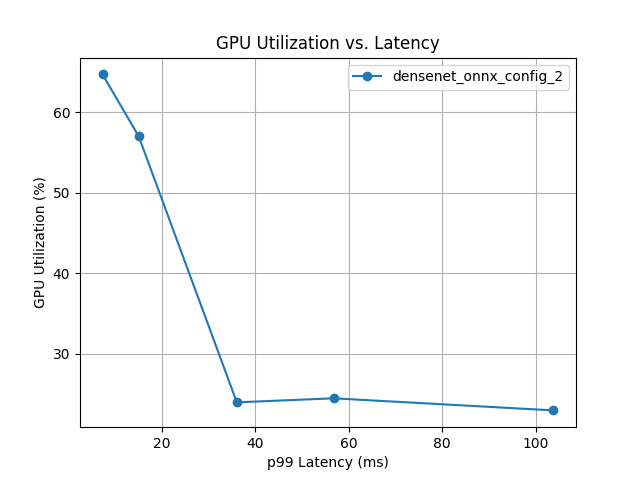 GPU Utilization vs. Latency
densenet_onnx_config_2
GPU Utilization (%)
60
50
40
30
20
40
60
80
100
p99 Latency (ms)